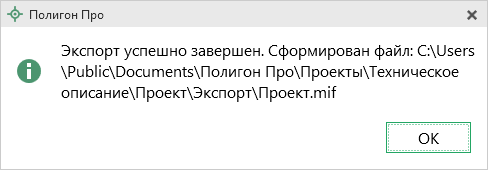 Полигон Про
Экспорт успешно завершен. Сформирован файл: C:\Users
\Public\Documents\Полигон Про\Проекты\Техническое
описание\Проект\Экспорт\Проект.mif
ОК